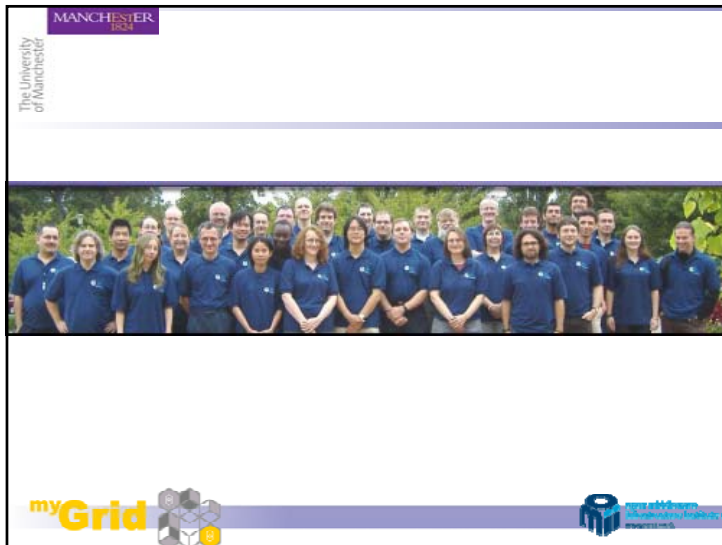 MANCHESTER
1824
The University
of Manchester
myGrid